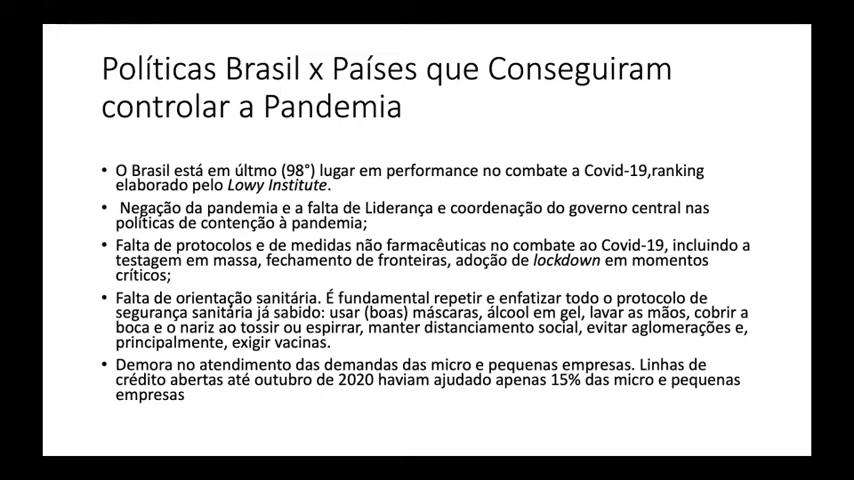 Políticas Brasil x Países que Conseguiram
controlar a Pandemia
• O Brasil está em últmo (98°) lugar em performance no combate a Covid-19,ranking
elaborado pelo Lowy Institute.
• Negação da pandemia e a falta de Liderança e coordenação do governo central nas
políticas de contenção à pandemia;
• Falta de protocolos e de medidas não farmacêuticas no combate ao Covid-19, incluindo a
testagem em massa, fechamento de fronteiras, adoção de lockdown em momentos
críticos;
• Falta de orientação sanitária. É fundamental repetir e enfatizar todo o protocolo de
segurança sanitária já sabido: usar (boas) máscaras, álcool em gel, lavar as mãos, cobrir a
boca e o nariz ao tossir ou espirrar, manter distanciamento social, evitar aglomerações e,
principalmente, exigir vacinas.
• Demora no atendimento das demandas das micro e pequenas empresas. Linhas de
crédito abertas até outubro de 2020 haviam ajudado apenas 15% das micro e pequenas
empresas